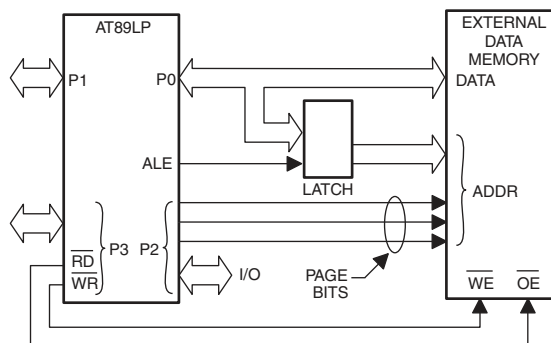 AT89LP
EXTERNAL
DATA
MEMORY
P1
P0
DATA
ALE
LATCH
ADDR
P3
P2
RD
WR
I/O
PAGE
BITS
WE
OE